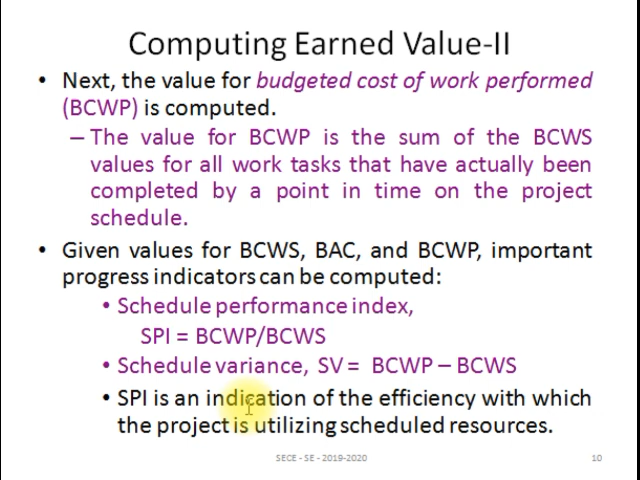 Computing Earned Value-II
• Next, the value for budgeted cost of work performed
(BCWP) is computed.
– The value for BCWP is the sum of the BCWS
values for all work tasks that have actually been
completed by a point in time on the project
schedule.
• Given values for BCWS, BAC, and BCWP, important
progress indicators can be computed:
• Schedule performance index,
SPI = BCWP/BCWS
• Schedule variance, SV = BCWP – BCWS
• SPI is an indication of the efficiency with which
the project is utilizing scheduled resources.
SECE - SE - 2019-2020
10